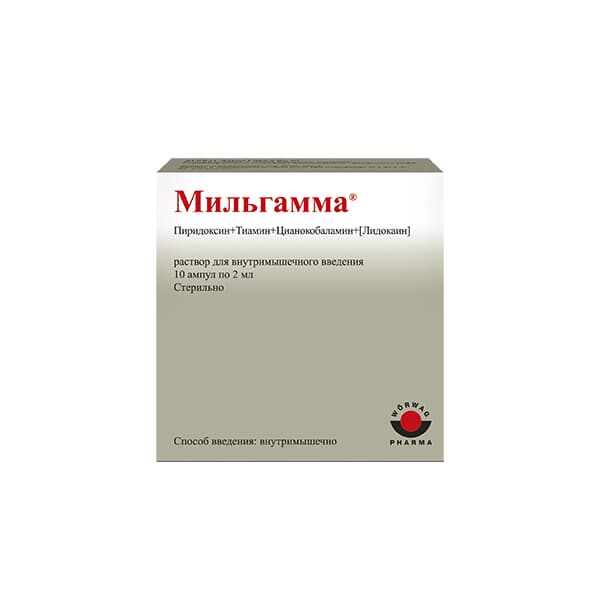 Мильгамма®
Пиридоксин+Тиамин+Цианокобаламин+[Лидокаин]
раствор для внутримышечного введения
10 ампул по 2 мл
Стерильно
WÖRWAG
PHARMA
Способ введения: внутримышечно